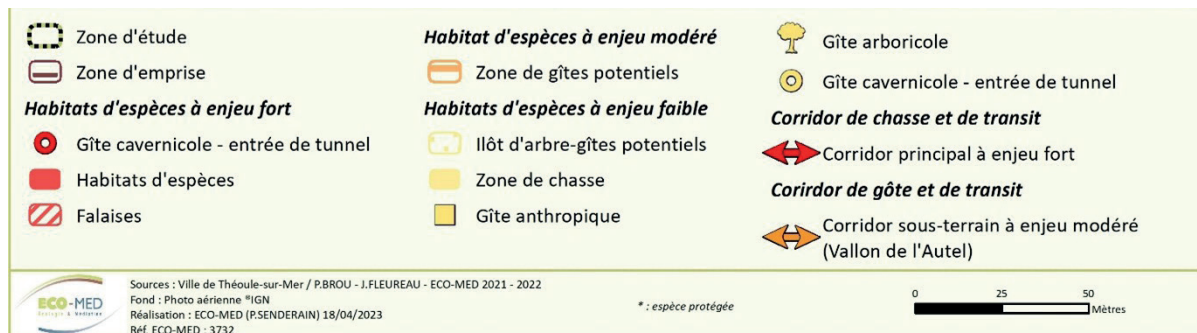 Zone d'étude
Zone d'emprise
Habitats d'espèces à enjeu fort
Gîte cavernicole - entrée de tunnel
Habitats d'espèces
Falaises
Habitat d'espèces à enjeu modéré
Zone de gîtes potentiels
Habitats d'espèces à enjeu faible
Ilôt d'arbre-gîtes potentiels
Zone de chasse
Gîte anthropique
Gîte arboricole
Gîte cavernicole - entrée de tunnel
Corridor de chasse et de transit
Corridor principal à enjeu fort
Corirdor de gôte et de transit
Corridor sous-terrain à enjeu modéré
(Vallon de l'Autel)
ECO-MED
Ecologie & Médiation
Sources : Ville de Théoule-sur-Mer / P.BROU - J.FLEUREAU - ECO-MED 2021 - 2022
Fond : Photo aérienne ®IGN
Réalisation : ECO-MED (P.SENDERAIN) 18/04/2023
Réf. ECO-MED : 3732
* : espèce protégée
0 25 50
Mètres